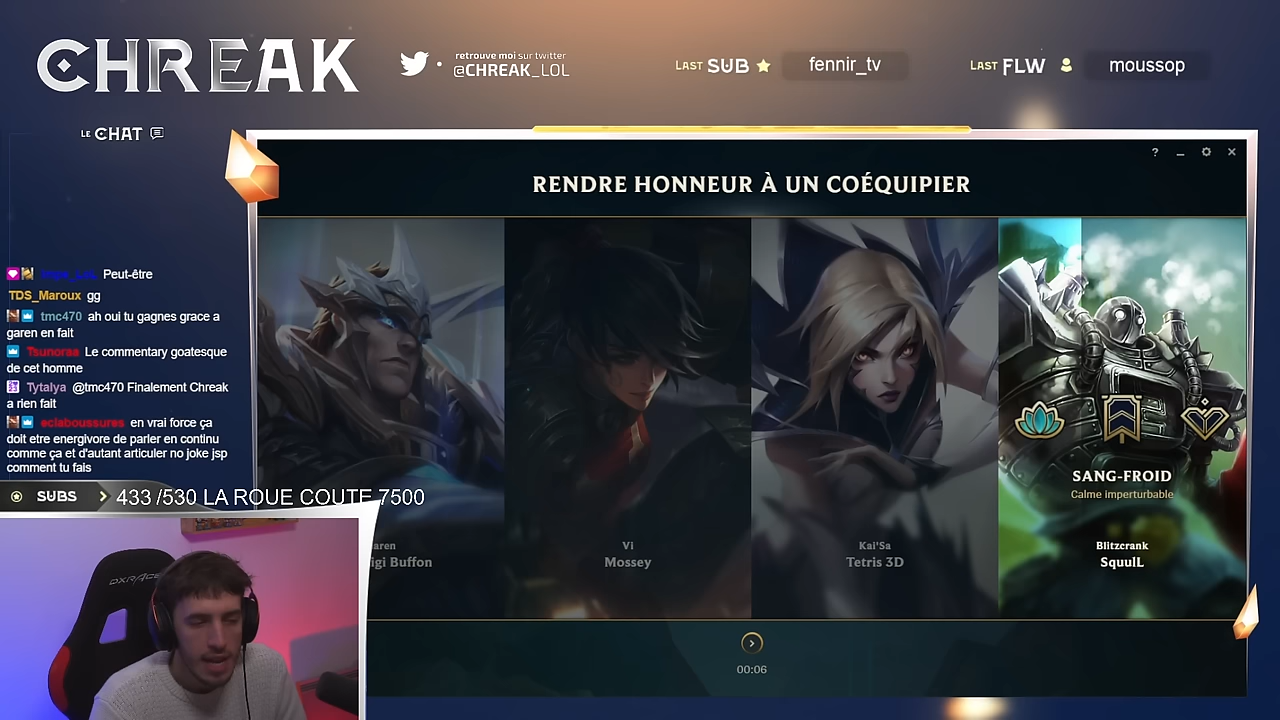 CHREAK
retrouve moi sur twitter
@CHREAK_LOL
LAST SUB
fennir_tv
LAST FLW
moussop
LE CHAT
Peut-être
TDS_Maroux gg
tmc470 ah oui tu gagnes grace a
garen en fait
Tsunoraa Le commentary goatesque
de cet homme
Tytalya @tmc470 Finalement Chreak
a rien fait
eclaboussures en vrai force ça
doit etre energivore de parler en continu
comme ça et d'autant articuler no joke jsp
comment tu fais
SUBS
433 /530 LA ROUE COUTE 7500
?
RENDRE HONNEUR À UN COÉQUIPIER
aren
igi Buffon
Vi
Mossey
Kai'Sa
Tetris 3D
SANG-FROID
Calme imperturbable
Blitzcrank
SquulL
00:06
DXRACER